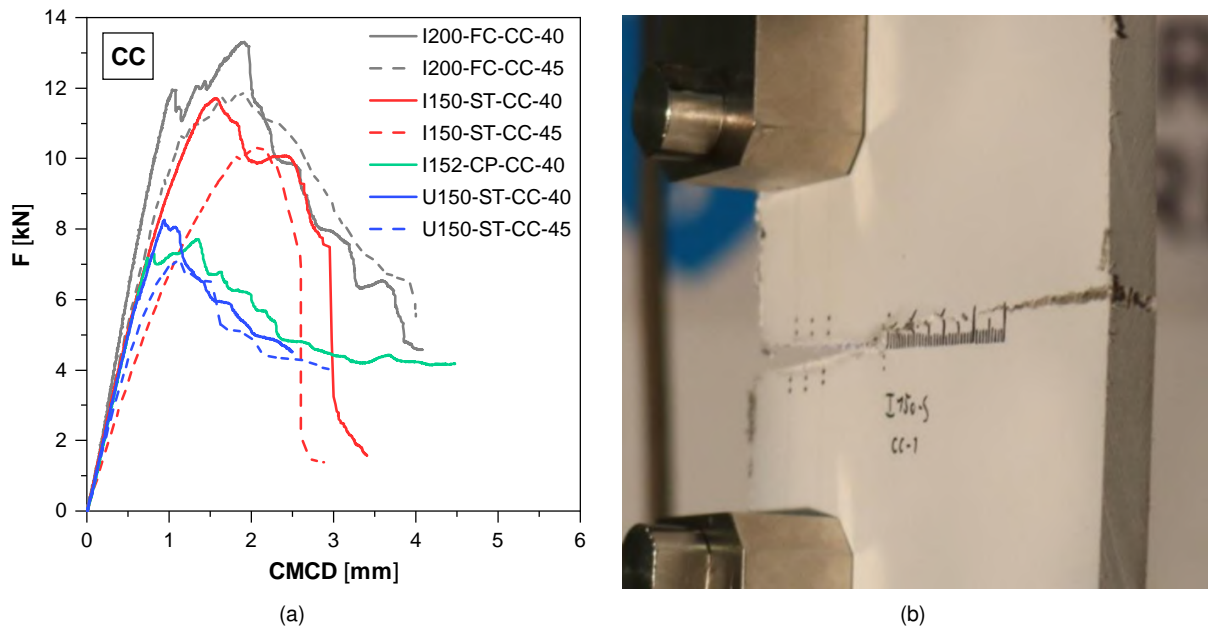 CC
I200-FC-CC-40
I200-FC-CC-45
I150-ST-CC-40
I150-ST-CC-45
I152-CP-CC-40
U150-ST-CC-40
U150-ST-CC-45
14
12
10
8
6
4
2
0
F [kN]
0 1 2 3 4 5 6
CMCD [mm]
(a)
I150-S
CC-1
(b)